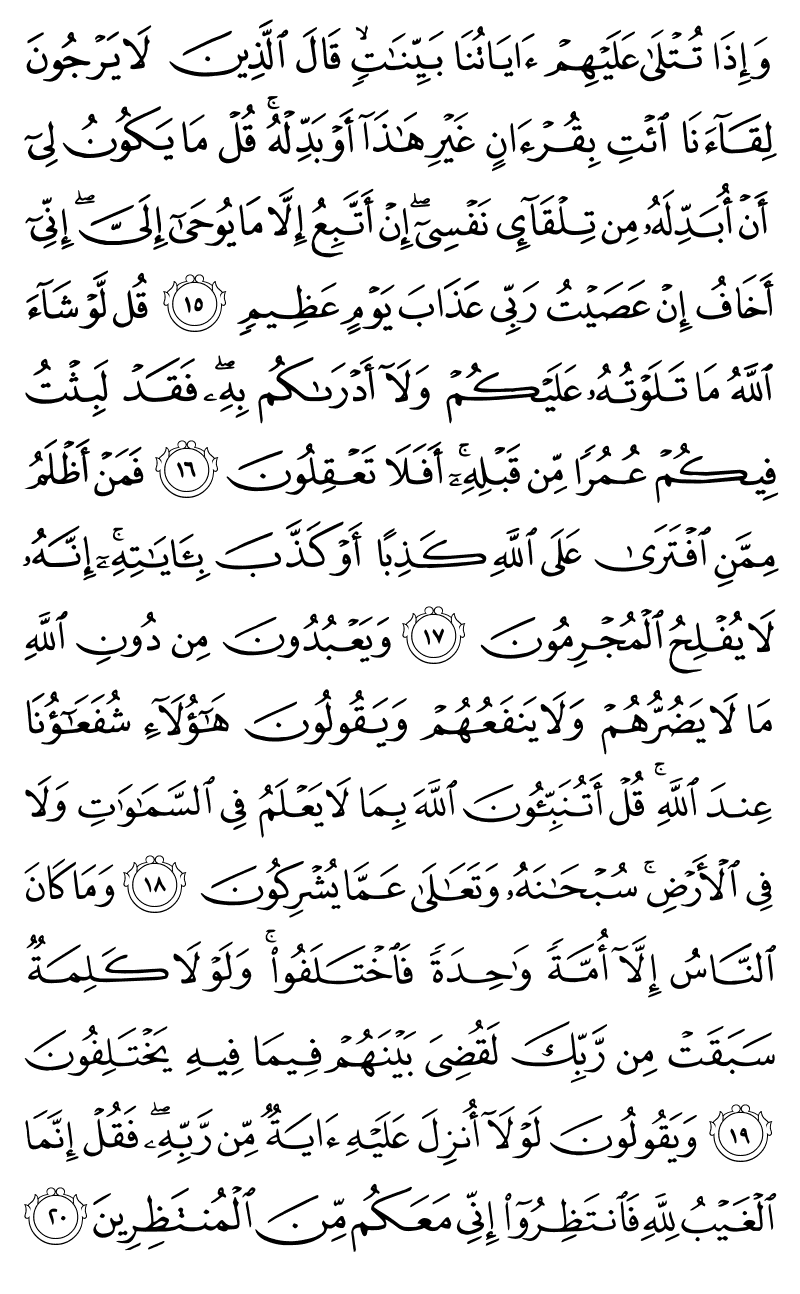 وَإِذَا تُتْلَىٰ عَلَيْهِمْ ءَايَاتُنَا بَيِّنَـٰتٍۙ قَالَ ٱلَّذِينَ لَا يَرْجُونَ
لِقَآءَنَا ٱئْتِ بِقُرْءَانٍ غَيْرِ هَـٰذَآ أَوْ بَدِّلْهُۚ قُلْ مَا يَكُونُ لِىٓ
أَنْ أُبَدِّلَهُۥ مِن تِلْقَآئِ نَفْسِىٓۖ إِنْ أَتَّبِعُ إِلَّا مَا يُوحَىٰٓ إِلَىَّۖ إِنِّىٓ
أَخَافُ إِنْ عَصَيْتُ رَبِّى عَذَابَ يَوْمٍ عَظِيمٍ ١٥ قُل لَّوْ شَآءَ
ٱللَّهُ مَا تَلَوْتُهُۥ عَلَيْكُمْ وَلَآ أَدْرَىٰكُم بِهِۦۖ فَقَدْ لَبِثْتُ
فِيكُمْ عُمُرًا مِّن قَبْلِهِۦٓۚ أَفَلَا تَعْقِلُونَ ١٦ فَمَنْ أَظْلَمُ
مِمَّنِ ٱفْتَرَىٰ عَلَى ٱللَّهِ كَذِبًا أَوْ كَذَّبَ بِـَٔايَـٰتِهِۦٓۚ إِنَّهُۥ
لَا يُفْلِحُ ٱلْمُجْرِمُونَ ١٧ وَيَعْبُدُونَ مِن دُونِ ٱللَّهِ
مَا لَا يَضُرُّهُمْ وَلَا يَنفَعُهُمْ وَيَقُولُونَ هَـٰٓؤُلَآءِ شُفَعَـٰٓؤُنَا
عِندَ ٱللَّهِۚ قُلْ أَتُنَبِّـُٔونَ ٱللَّهَ بِمَا لَا يَعْلَمُ فِى ٱلسَّمَـٰوَٰتِ وَلَا
فِى ٱلْأَرْضِۚ سُبْحَـٰنَهُۥ وَتَعَـٰلَىٰ عَمَّا يُشْرِكُونَ ١٨ وَمَا كَانَ
ٱلنَّاسُ إِلَّآ أُمَّةً وَٰحِدَةً فَٱخْتَلَفُوا۟ۚ وَلَوْلَا كَلِمَةٌ
سَبَقَتْ مِن رَّبِّكَ لَقُضِىَ بَيْنَهُمْ فِيمَا فِيهِ يَخْتَلِفُونَ
١٩ وَيَقُولُونَ لَوْلَآ أُنزِلَ عَلَيْهِ ءَايَةٌ مِّن رَّبِّهِۦۖ فَقُلْ إِنَّمَا
ٱلْغَيْبُ لِلَّهِ فَٱنتَظِرُوٓا۟ إِنِّى مَعَكُم مِّنَ ٱلْمُنتَظِرِينَ ٢٠